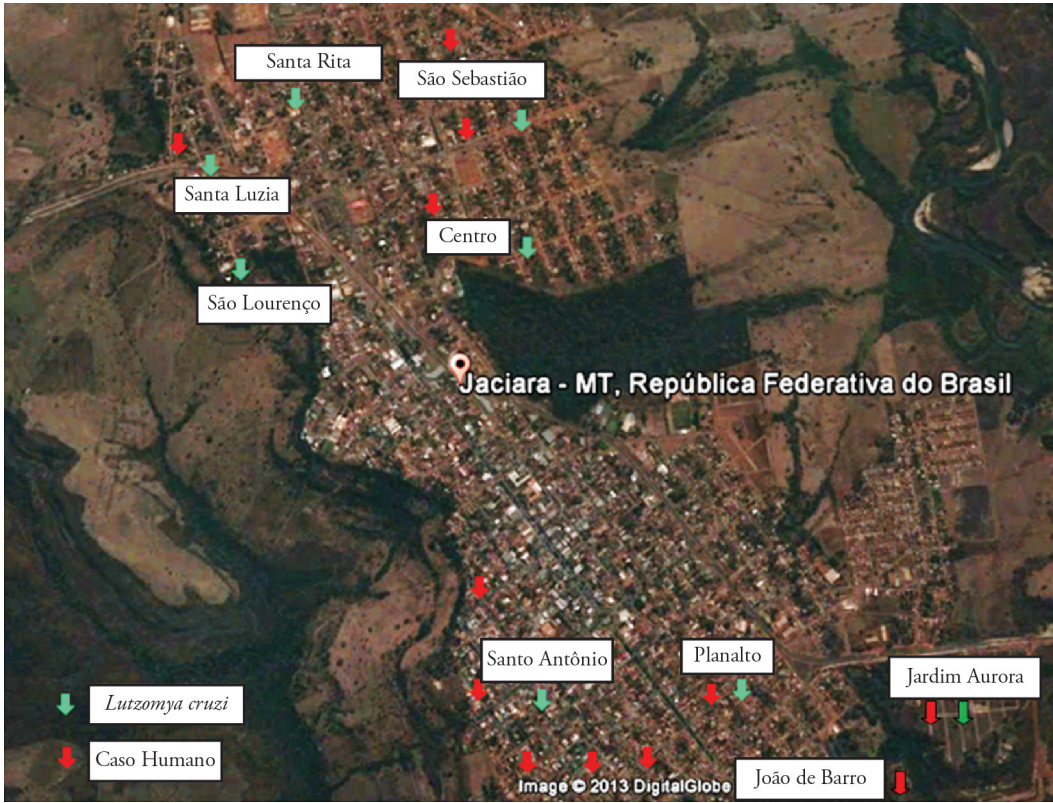 Santa Rita
São Sebastião
Santa Luzia
Centro
São Lourenço
Jaciara - MT, República Federativa do Brasil
Santo Antônio
Planalto
Jardim Aurora
Lutzomya cruzi
Caso Humano
João de Barro
Image © 2013 DigitalGlobe